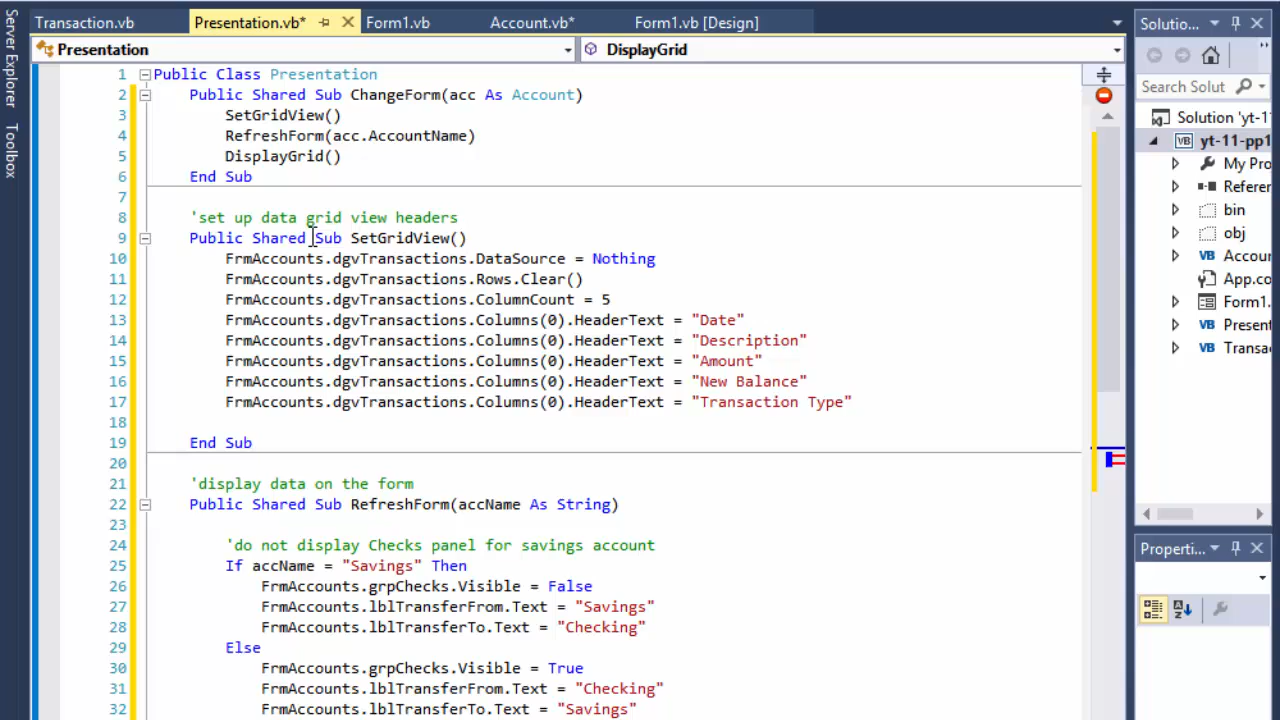 Transaction.vb
Presentation.vb*
Form1.vb
Account.vb*
Form1.vb [Design]
Presentation
DisplayGrid
Server Explorer
Toolbox
1 Public Class Presentation
2 Public Shared Sub ChangeForm(acc As Account)
3 SetGridView()
4 RefreshForm(acc.AccountName)
5 DisplayGrid()
6 End Sub
7
8 'set up data grid view headers
9 Public Shared Sub SetGridView()
10 FrmAccounts.dgvTransactions.DataSource = Nothing
11 FrmAccounts.dgvTransactions.Rows.Clear()
12 FrmAccounts.dgvTransactions.ColumnCount = 5
13 FrmAccounts.dgvTransactions.Columns(0).HeaderText = "Date"
14 FrmAccounts.dgvTransactions.Columns(0).HeaderText = "Description"
15 FrmAccounts.dgvTransactions.Columns(0).HeaderText = "Amount"
16 FrmAccounts.dgvTransactions.Columns(0).HeaderText = "New Balance"
17 FrmAccounts.dgvTransactions.Columns(0).HeaderText = "Transaction Type"
18
19 End Sub
20
21 'display data on the form
22 Public Shared Sub RefreshForm(accName As String)
23
24 'do not display Checks panel for savings account
25 If accName = "Savings" Then
26 FrmAccounts.grpChecks.Visible = False
27 FrmAccounts.lblTransferFrom.Text = "Savings"
28 FrmAccounts.lblTransferTo.Text = "Checking"
29 Else
30 FrmAccounts.grpChecks.Visible = True
31 FrmAccounts.lblTransferFrom.Text = "Checking"
32 FrmAccounts.lblTransferTo.Text = "Savings"
Solutio...
Search Solut
Solution 'yt-1
VB yt-11-pp1
My Pro
Referer
bin
obj
VB Accour
App.co
Form1.
VB Present
VB Transa
Properti...